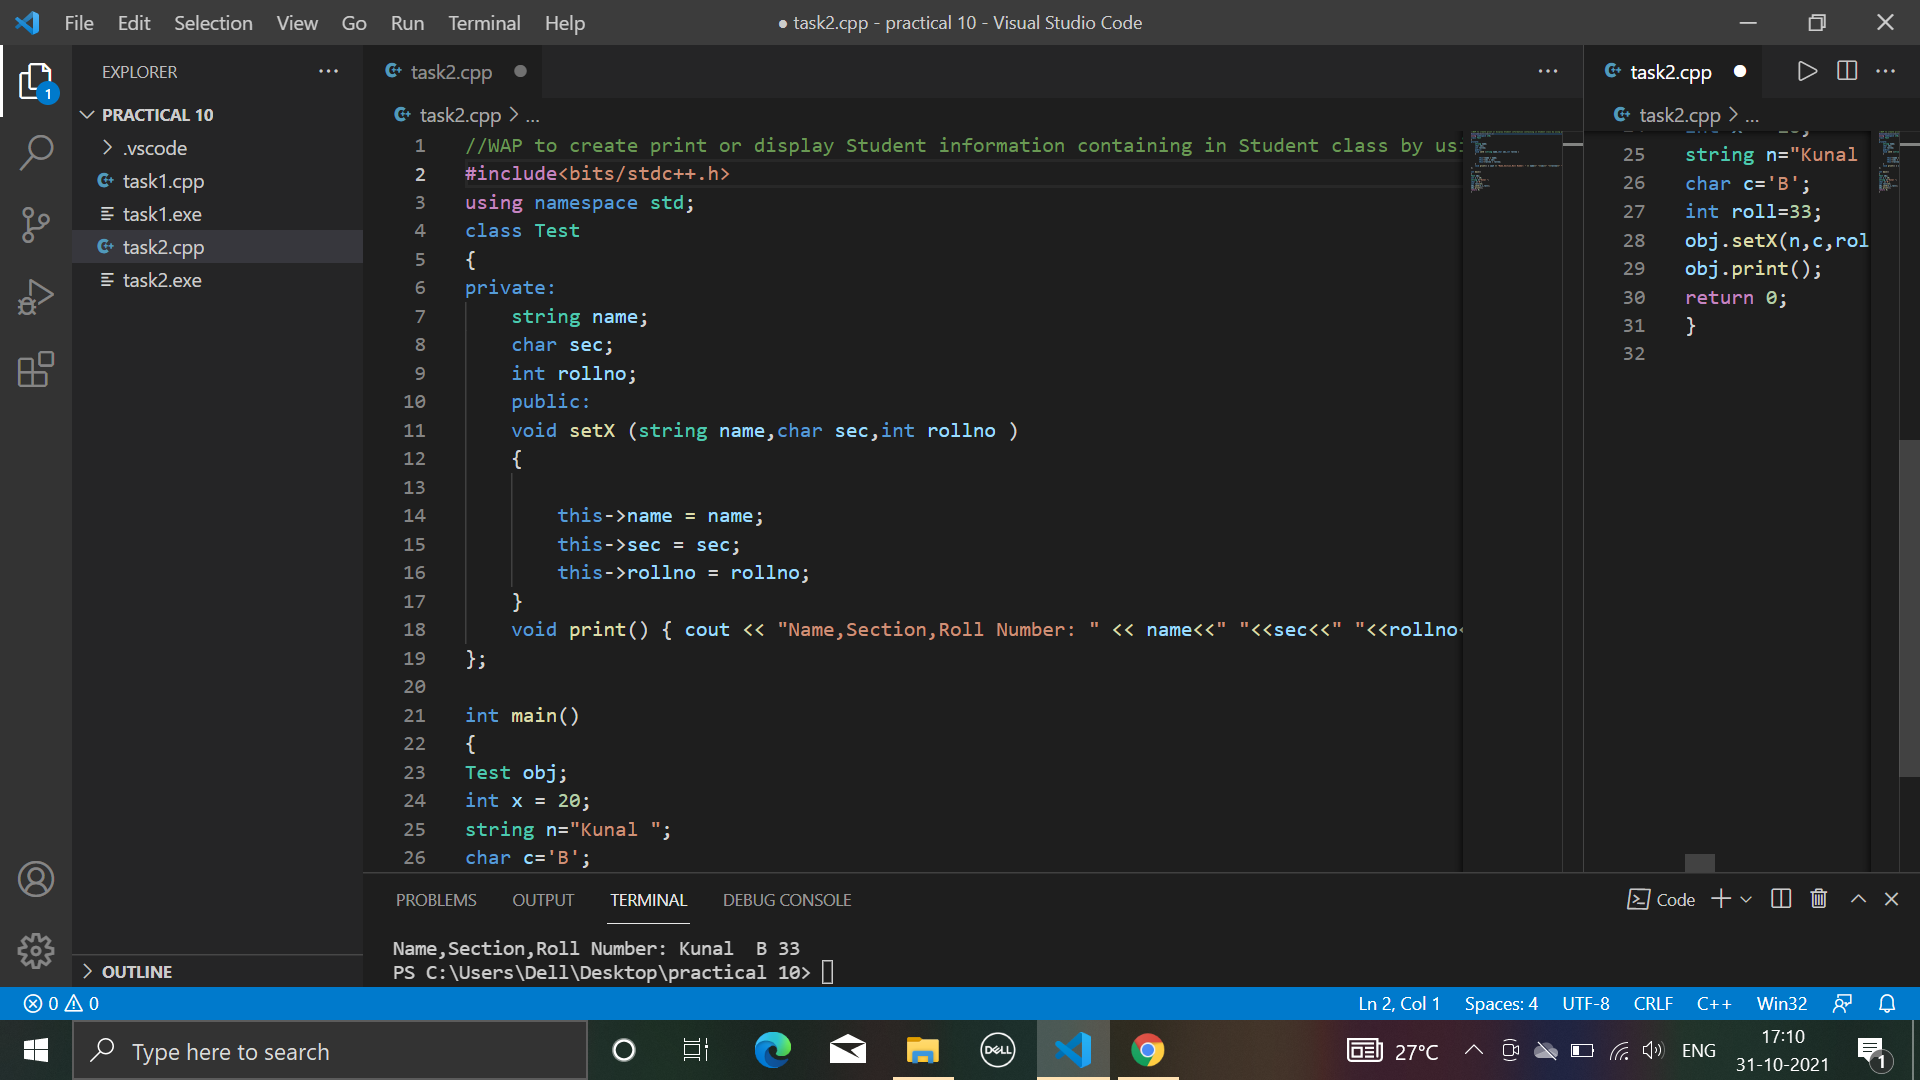 File Edit Selection View Go Run Terminal Help
● task2.cpp - practical 10 - Visual Studio Code
EXPLORER
PRACTICAL 10
.vscode
task1.cpp
task1.exe
task2.cpp
task2.exe
OUTLINE
1
task2.cpp
task2.cpp > ...
1 //WAP to create print or display Student information containing in Student class by usi
2 #include<bits/stdc++.h>
3 using namespace std;
4 class Test
5 {
6 private:
7 string name;
8 char sec;
9 int rollno;
10 public:
11 void setX (string name,char sec,int rollno )
12 {
13
14 this->name = name;
15 this->sec = sec;
16 this->rollno = rollno;
17 }
18 void print() { cout << "Name,Section,Roll Number: " << name<<" "<<sec<<" "<<rollno<
19 };
20
21 int main()
22 {
23 Test obj;
24 int x = 20;
25 string n="Kunal ";
26 char c='B';
task2.cpp
task2.cpp > ...
25 string n="Kunal
26 char c='B';
27 int roll=33;
28 obj.setX(n,c,rol
29 obj.print();
30 return 0;
31 }
32
PROBLEMS OUTPUT TERMINAL DEBUG CONSOLE
Code
Name,Section,Roll Number: Kunal  B 33
PS C:\Users\Dell\Desktop\practical 10>
0 0
Ln 2, Col 1 Spaces: 4 UTF-8 CRLF C++ Win32
Type here to search
DELL
27°C
ENG
17:10
31-10-2021
1